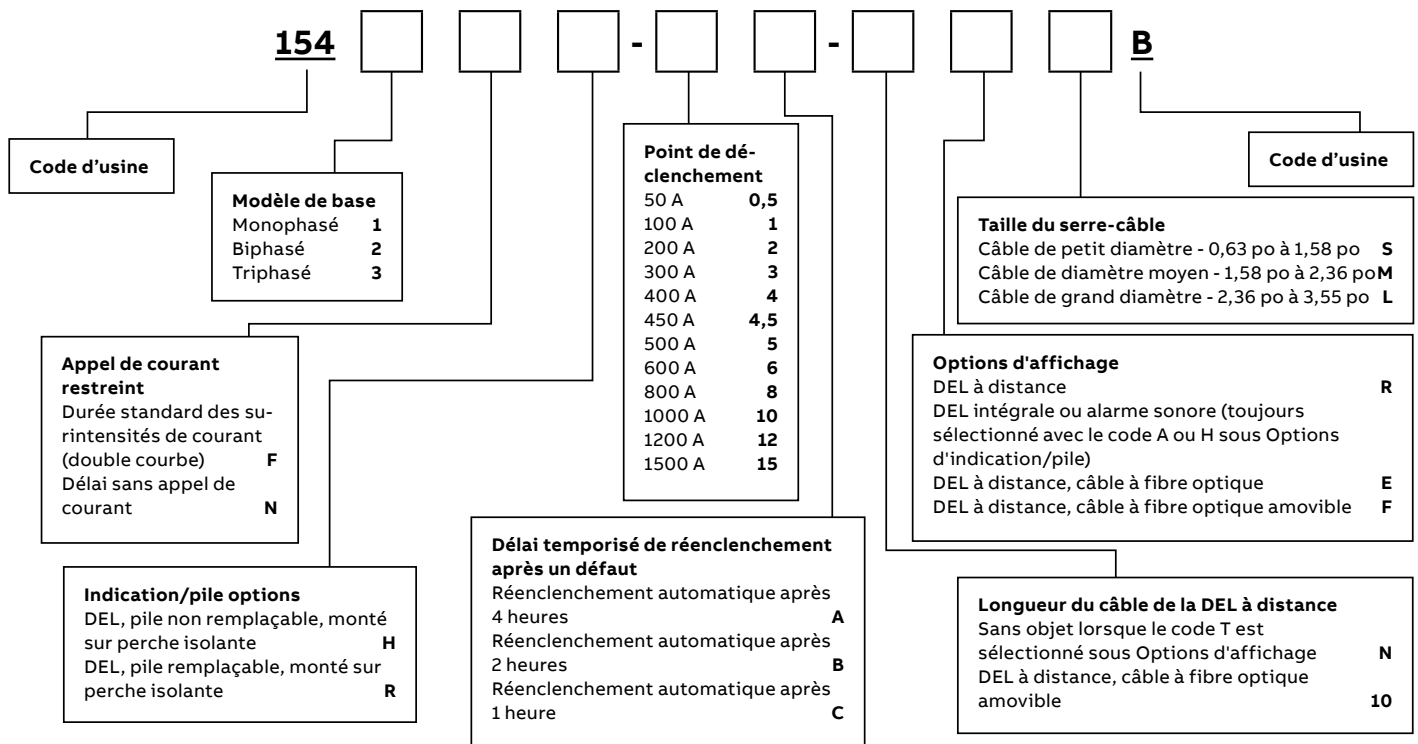 154 - - B
Code d’usine
Modèle de base
Monophasé 1
Biphasé 2
Triphasé 3
Appel de courant
restreint
Durée standard des su-
rintensités de courant
(double courbe) F
Délai sans appel de
courant N
Indication/pile options
DEL, pile non remplaçable, monté
sur perche isolante H
DEL, pile remplaçable, monté sur
perche isolante R
Point de dé-
clenchement
50 A 0,5
100 A 1
200 A 2
300 A 3
400 A 4
450 A 4,5
500 A 5
600 A 6
800 A 8
1000 A 10
1200 A 12
1500 A 15
Délai temporisé de réenclenchement
après un défaut
Réenclenchement automatique après
4 heures A
Réenclenchement automatique après
2 heures B
Réenclenchement automatique après
1 heure C
Code d’usine
Taille du serre-câble
Câble de petit diamètre - 0,63 po à 1,58 po S
Câble de diamètre moyen - 1,58 po à 2,36 po M
Câble de grand diamètre - 2,36 po à 3,55 po L
Options d'affichage
DEL à distance R
DEL intégrale ou alarme sonore (toujours
sélectionné avec le code A ou H sous Options
d'indication/pile)
DEL à distance, câble à fibre optique E
DEL à distance, câble à fibre optique amovible F
Longueur du câble de la DEL à distance
Sans objet lorsque le code T est
sélectionné sous Options d'affichage N
DEL à distance, câble à fibre optique
amovible 10